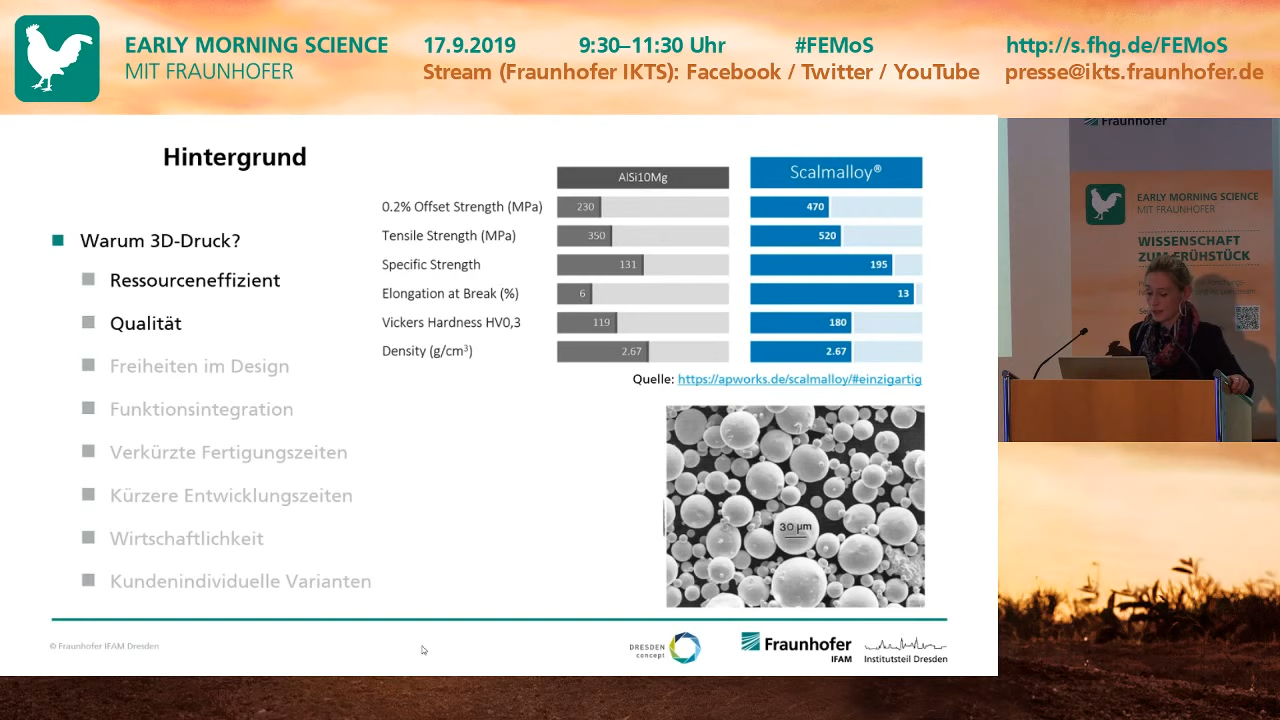 EARLY MORNING SCIENCE
MIT FRAUNHOFER
17.9.2019 9:30–11:30 Uhr #FEMoS http://s.fhg.de/FEMoS
Stream (Fraunhofer IKTS): Facebook / Twitter / YouTube presse@ikts.fraunhofer.de
Hintergrund
Warum 3D-Druck?
Ressourceneffizient
Qualität
Freiheiten im Design
Funktionsintegration
Verkürzte Fertigungszeiten
Kürzere Entwicklungszeiten
Wirtschaftlichkeit
Kundenindividuelle Varianten
AlSi10Mg Scalmalloy®
0.2% Offset Strength (MPa) 230 470
Tensile Strength (MPa) 350 520
Specific Strength 131 195
Elongation at Break (%) 6 13
Vickers Hardness HV0,3 119 180
Density (g/cm³) 2.67 2.67
Quelle: https://apworks.de/scalmalloy/#einzigartig
30 µm
© Fraunhofer IFAM Dresden
DRESDEN
concept
Fraunhofer
IFAM
Institutsteil Dresden
Fraunhofer
EARLY MORNING SCIENCE
MIT FRAUNHOFER
WISSENSCHAFT
ZUM FRÜHSTÜCK